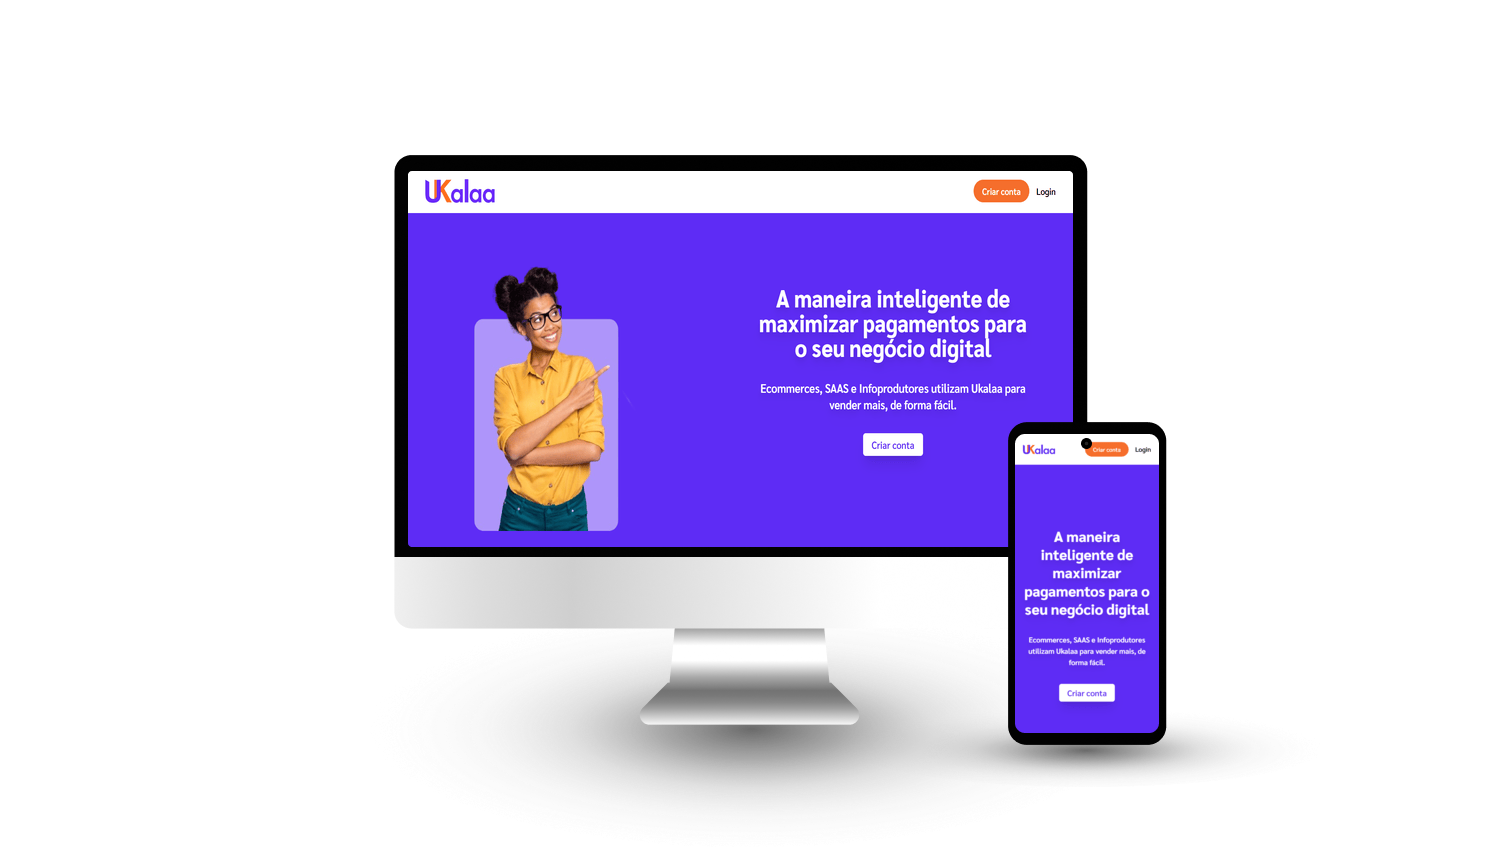 UKalaa
Criar conta
Login
A maneira inteligente de
maximizar pagamentos para
o seu negócio digital
Ecommerces, SAAS e Infoprodutores utilizam Ukalaa para
vender mais, de forma fácil.
Criar conta
UKalaa
Criar conta
Login
A maneira
inteligente de
maximizar
pagamentos para o
seu negócio digital
Ecommerces, SAAS e Infoprodutores
utilizam Ukalaa para vender mais, de
forma fácil.
Criar conta